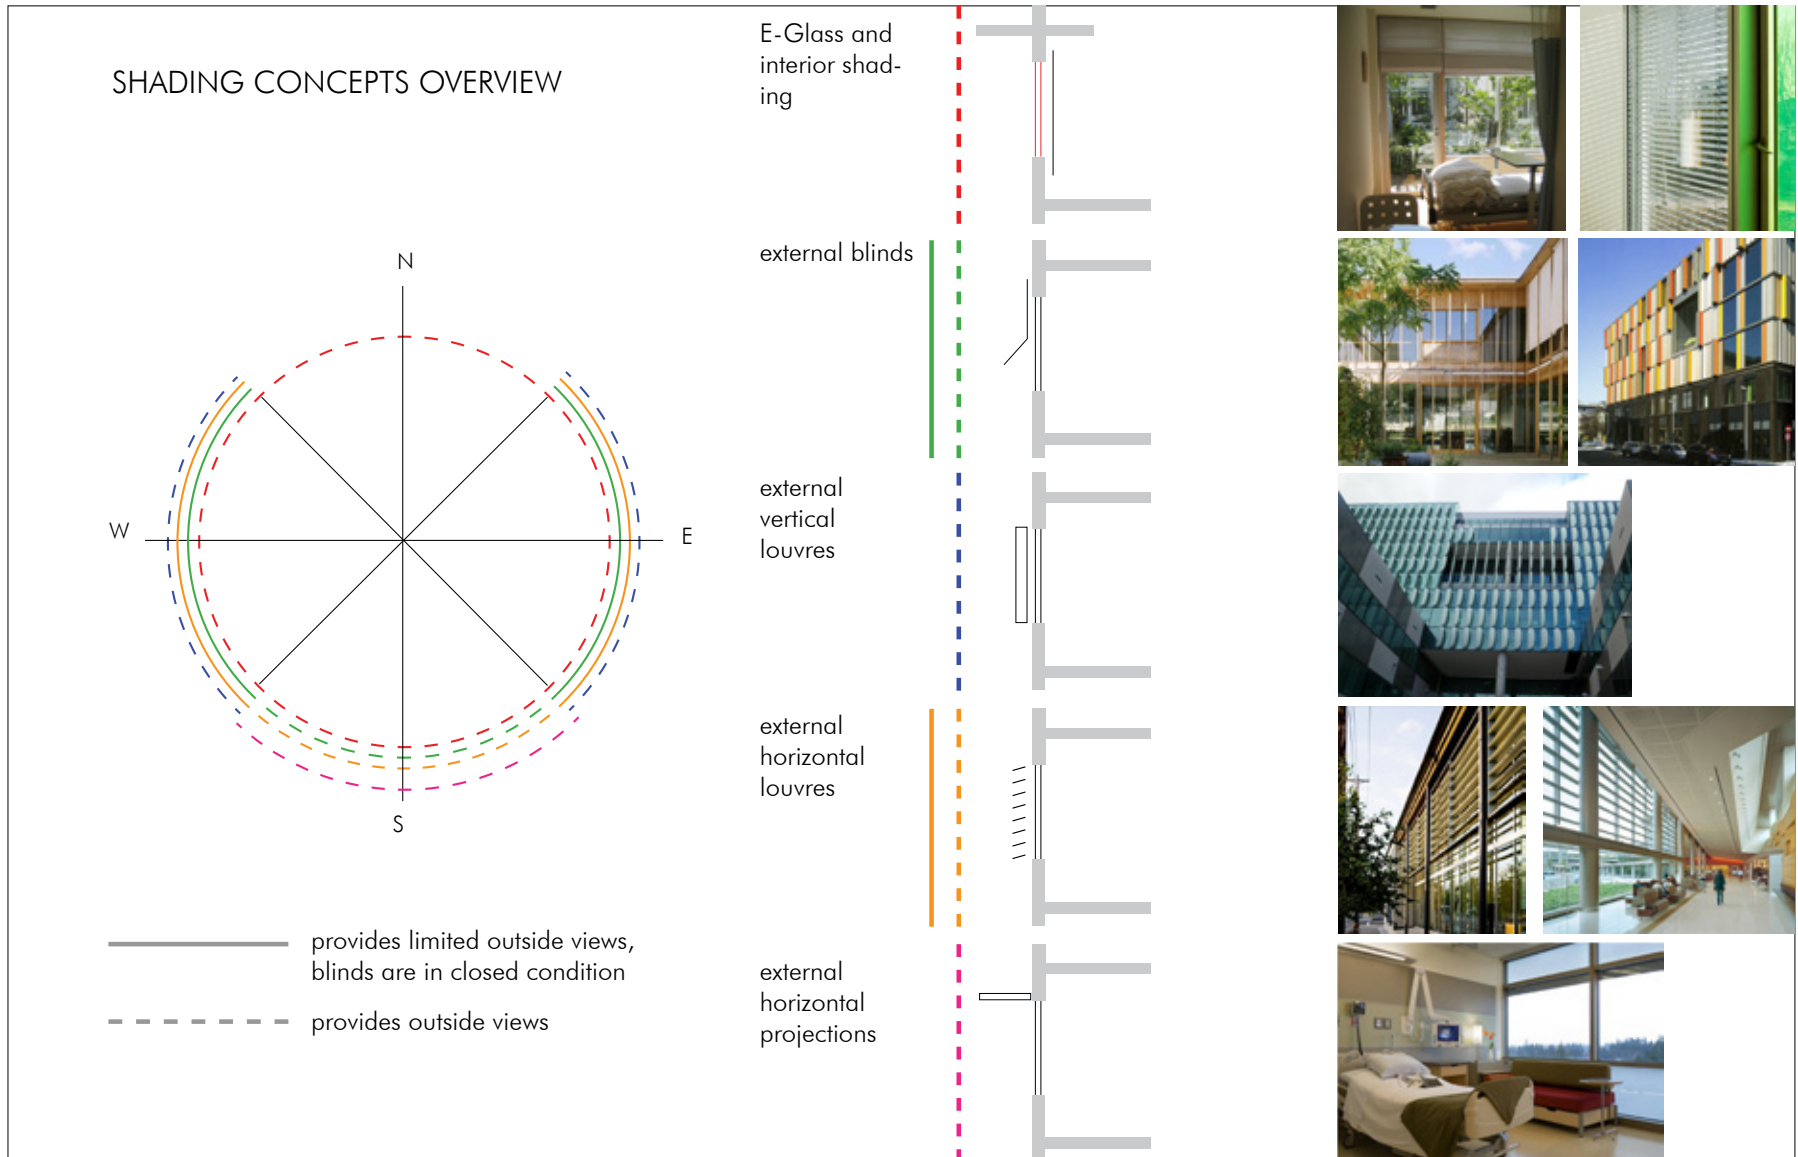 SHADING CONCEPTS OVERVIEW
N
W
E
S
provides limited outside views,
blinds are in closed condition
provides outside views
E-Glass and
interior shad-
ing
external blinds
external
vertical
louvres
external
horizontal
louvres
external
horizontal
projections